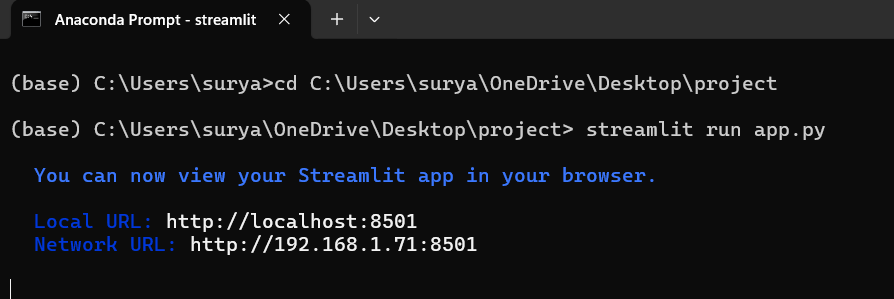 Anaconda Prompt - streamlit
(base) C:\Users\surya>cd C:\Users\surya\OneDrive\Desktop\project
(base) C:\Users\surya\OneDrive\Desktop\project> streamlit run app.py
You can now view your Streamlit app in your browser.
Local URL: http://localhost:8501
Network URL: http://192.168.1.71:8501